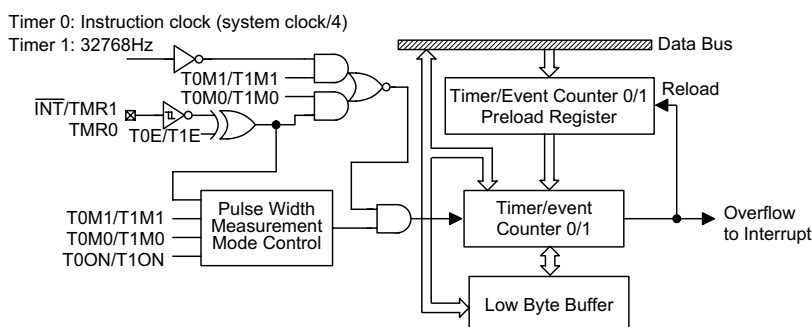 Timer 0: Instruction clock (system clock/4)
Timer 1: 32768Hz
Data Bus
T0M1/T1M1
T0M0/T1M0
INT/TMR1
TMR0
T0E/T1E
Timer/Event Counter 0/1
Preload Register
Reload
T0M1/T1M1
T0M0/T1M0
T0ON/T1ON
Pulse Width
Measurement
Mode Control
Timer/event
Counter 0/1
Overflow
to Interrupt
Low Byte Buffer